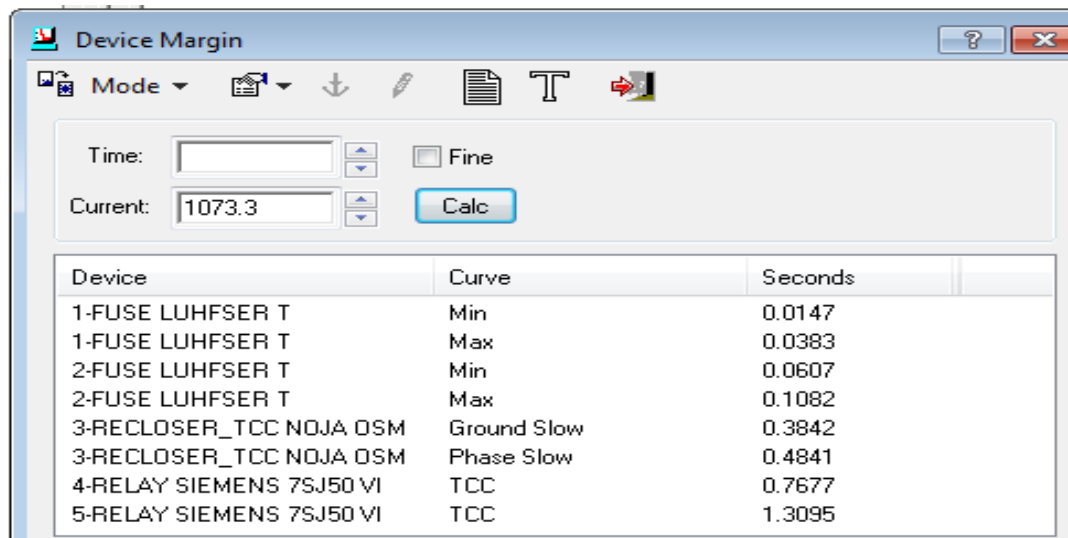 Device Margin
?
Mode
T
Time:
Fine
Current: 1073.3 Calc
Device Curve Seconds
1-FUSE LUHFSER T Min 0.0147
1-FUSE LUHFSER T Max 0.0383
2-FUSE LUHFSER T Min 0.0607
2-FUSE LUHFSER T Max 0.1082
3-RECLOSER_TCC NOJA OSM Ground Slow 0.3842
3-RECLOSER_TCC NOJA OSM Phase Slow 0.4841
4-RELAY SIEMENS 7SJ50 VI TCC 0.7677
5-RELAY SIEMENS 7SJ50 VI TCC 1.3095